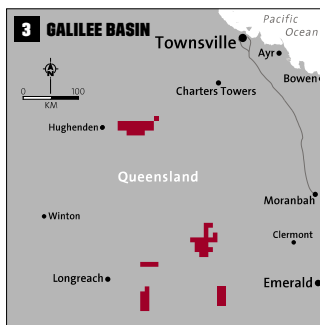 3 GALILEE BASIN
Pacific
Ocean
Townsville
Ayr
N
Bowen
0 100
KM
Charters Towers
Hughenden
Queensland
Moranbah
Winton
Clermont
Longreach
Emerald